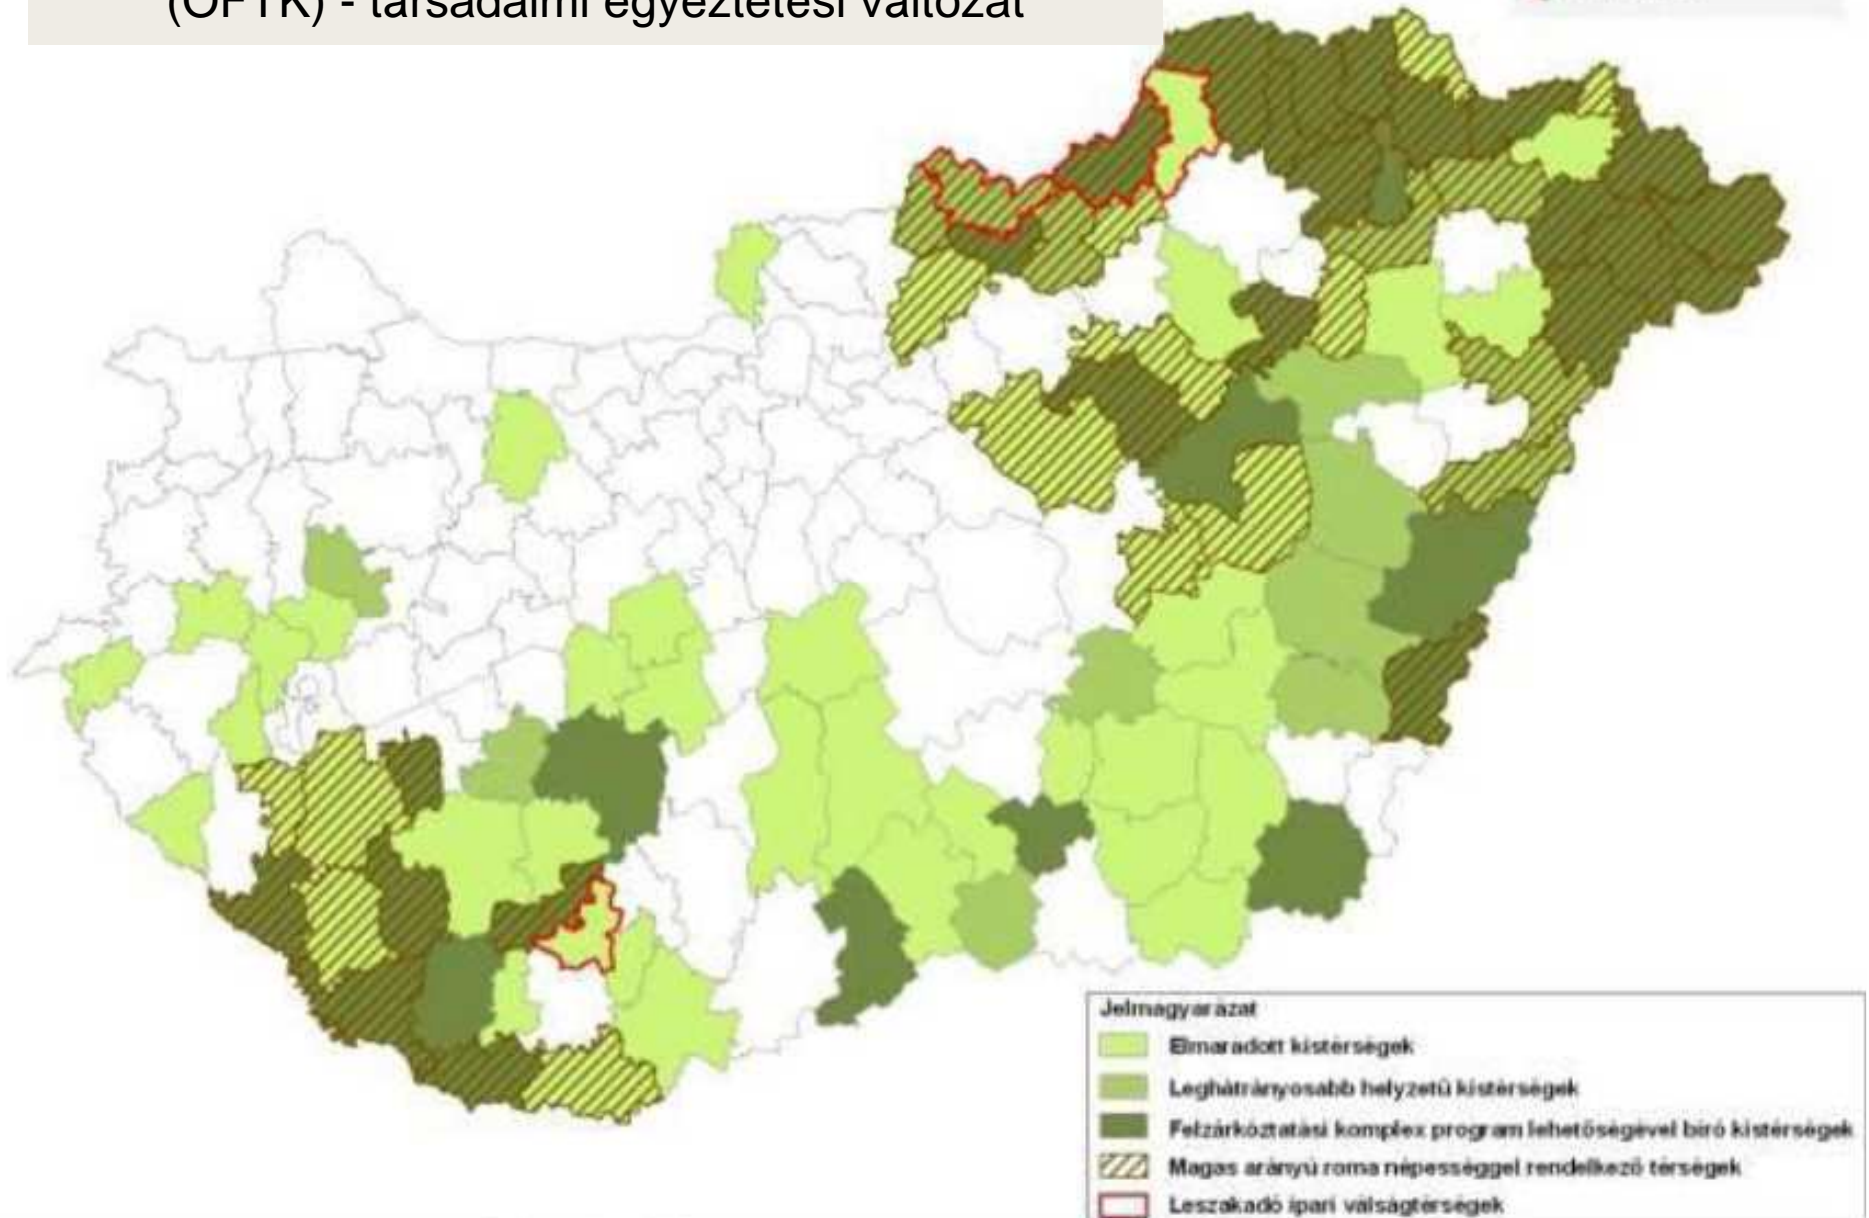 (OFTK) - társadalmi egyeztetési változat
Jelmagyarázat
Elmaradott kistérségek
Leghátrányosabb helyzetű kistérségek
Felzárkóztatási komplex program lehetőségével bíró kistérségek
Magas arányú roma népességgel rendelkező térségek
Leszakadó ipari válságtérségek